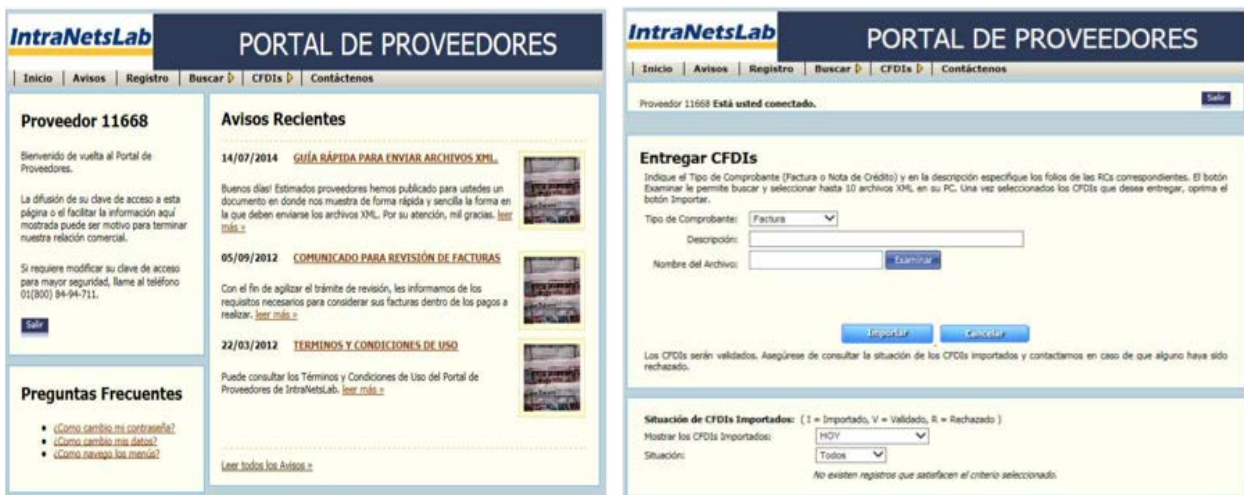 IntraNetsLab
PORTAL DE PROVEEDORES
Inicio | Avisos | Registro | Buscar | CFDIs | Contáctenos
Proveedor 11668
Bienvenido de vuelta al Portal de
Proveedores.
La difusión de su clave de acceso a esta
página o el facilitar la información aquí
mostrada puede ser motivo para terminar
nuestra relación comercial.
Si requiere modificar su clave de acceso
para mayor seguridad, llame al teléfono
01(800) 84-94-711.
Salir
Preguntas Frecuentes
¿Como cambio mi contraseña?
¿Como cambio mis datos?
¿Como navego los menús?
Avisos Recientes
14/07/2014 GUÍA RÁPIDA PARA ENVIAR ARCHIVOS XML.
Buenos días! Estimados proveedores hemos publicado para ustedes un
documento en donde nos muestra de forma rápida y sencilla la forma en
la que deben enviarse los archivos XML. Por su atención, mil gracias. leer
más »
05/09/2012 COMUNICADO PARA REVISIÓN DE FACTURAS
Con el fin de agilizar el trámite de revisión, les informamos de los
requisitos necesarios para considerar sus facturas dentro de los pagos a
realizar. leer más »
22/03/2012 TERMINOS Y CONDICIONES DE USO
Puede consultar los Términos y Condiciones de Uso del Portal de
Proveedores de IntraNetsLab. leer más »
Leer todos los Avisos »
IntraNetsLab
PORTAL DE PROVEEDORES
Inicio | Avisos | Registro | Buscar | CFDIs | Contáctenos
Proveedor 11668 Está usted conectado.
Salir
Entregar CFDIs
Indique el Tipo de Comprobante (Factura o Nota de Crédito) y en la descripción especifique los folios de las RCs correspondientes. El botón
Examinar le permite buscar y seleccionar hasta 10 archivos XML en su PC. Una vez seleccionados los CFDIs que desea entregar, oprima el
botón Importar.
Tipo de Comprobante: Factura
Descripción:
Nombre del Archivo: Examinar
Importar Cancelar
Los CFDIs serán validados. Asegúrese de consultar la situación de los CFDIs importados y contactarnos en caso de que alguno haya sido
rechazado.
Situación de CFDIs Importados: ( I = Importado, V = Validado, R = Rechazado )
Mostrar los CFDIs Importados: HOY
Situación: Todos
No existen registros que satisfacen el criterio seleccionado.